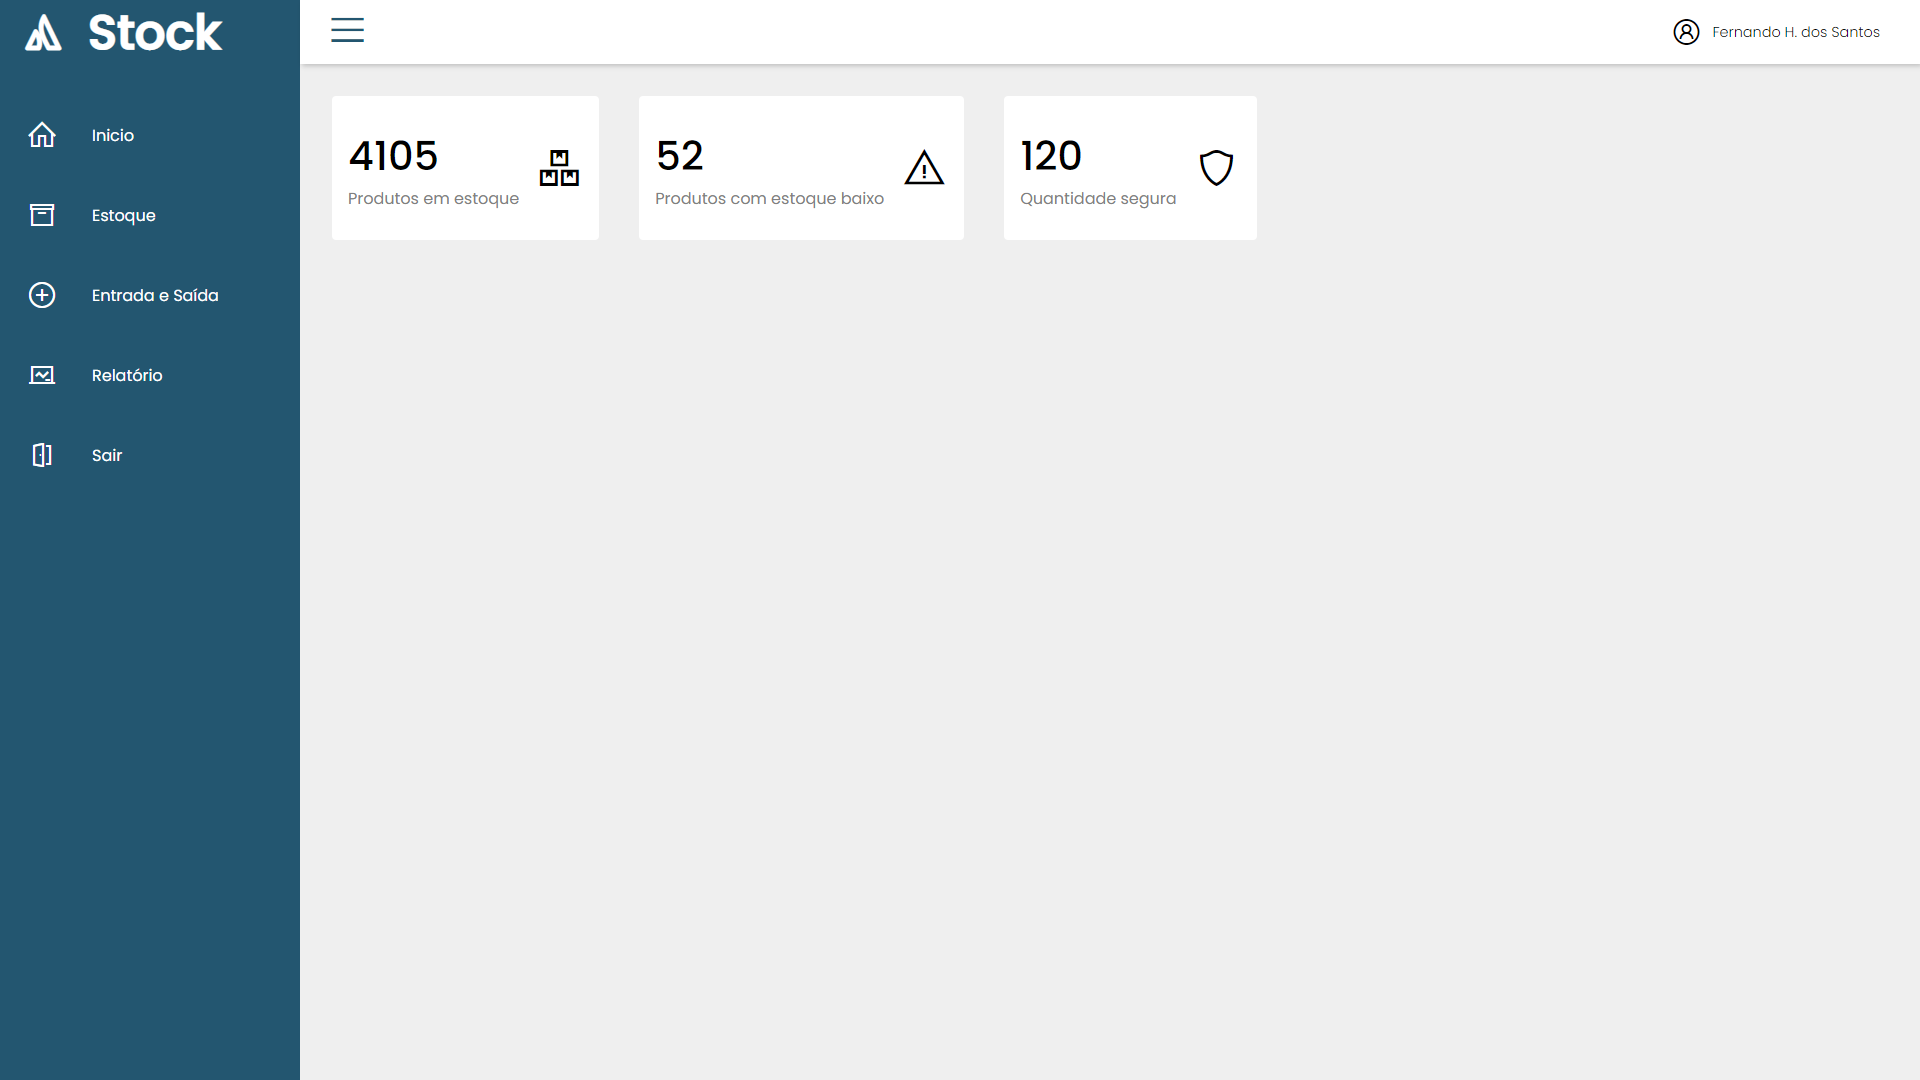 Stock
Fernando H. dos Santos
Inicio
Estoque
Entrada e Saída
Relatório
Sair
4105
Produtos em estoque
52
Produtos com estoque baixo
120
Quantidade segura